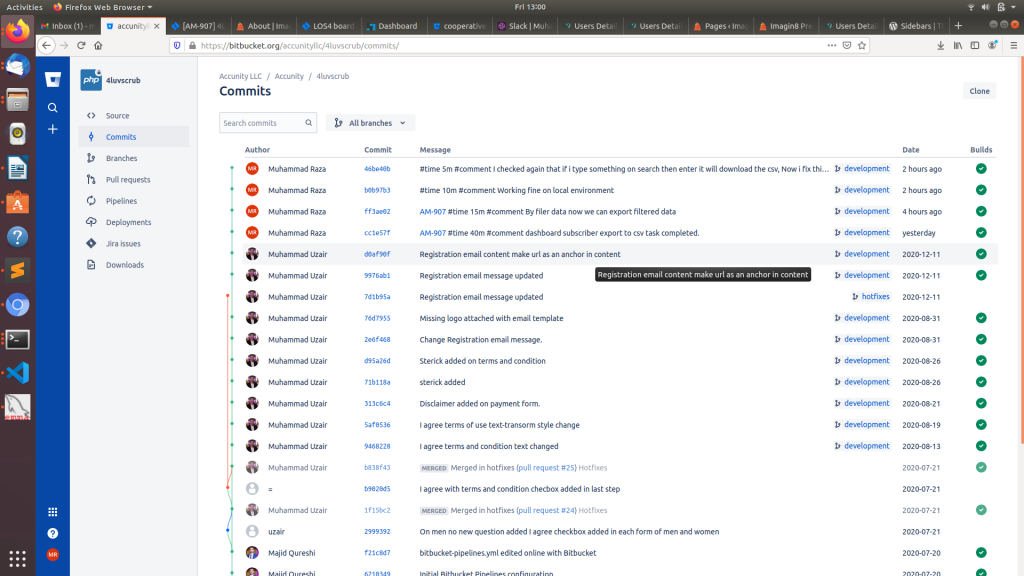 Activities Firefox Web Browser Fri 13:00
Inbox (1) - m accunityl [AM-907] 4l About | Ima LOS4 board Dashboard cooperative Slack | Muha Users Detail Users Detail Pages ‹ Imag Imagin8 Pre Users Detail Sidebars | Th
https://bitbucket.org/accunityllc/4luvscrub/commits/
php 4luvscrub
Source
Commits
Branches
Pull requests
Pipelines
Deployments
Jira issues
Downloads
MR
Accunity LLC / Accunity / 4luvscrub
Commits Clone
Search commits All branches
Author Commit Message Date Builds
MR Muhammad Raza 46be40b #time 5m #comment I checked again that if i type something on search then enter it will download the csv, Now i fix thi... development 2 hours ago
MR Muhammad Raza b0b97b3 #time 10m #comment Working fine on local environment development 2 hours ago
MR Muhammad Raza ff3ae02 AM-907 #time 15m #comment By filer data now we can export filtered data development 4 hours ago
MR Muhammad Raza cc1e57f AM-907 #time 40m #comment dashboard subscriber export to csv task completed. development yesterday
Muhammad Uzair d0af90f Registration email content make url as an anchor in content development 2020-12-11
Registration email content make url as an anchor in content
Muhammad Uzair 9976ab1 Registration email message updated development 2020-12-11
Muhammad Uzair 7d1b95a Registration email message updated hotfixes 2020-12-11
Muhammad Uzair 76d7955 Missing logo attached with email template development 2020-08-31
Muhammad Uzair 2e6f468 Change Registration email message. development 2020-08-31
Muhammad Uzair d95a26d Sterick added on terms and condition development 2020-08-26
Muhammad Uzair 71b118a sterick added development 2020-08-26
Muhammad Uzair 313c6c4 Disclaimer added on payment form. development 2020-08-21
Muhammad Uzair 5af8536 I agree terms of use text-transorm style change development 2020-08-19
Muhammad Uzair 9468228 I agree terms and condition text changed development 2020-08-13
Muhammad Uzair b838f43 MERGED Merged in hotfixes (pull request #25) Hotfixes 2020-07-21
= b9020d5 I agree with terms and condition checbox added in last step 2020-07-21
Muhammad Uzair 1f15bc2 MERGED Merged in hotfixes (pull request #24) Hotfixes 2020-07-21
uzair 2999392 On men no new question added I agree checkbox added in each form of men and women 2020-07-21
Majid Qureshi f21c8d7 bitbucket-pipelines.yml edited online with Bitbucket 2020-07-20
Majid Qureshi 6210349 Initial Bitbucket Pipelines configuration 2020-07-20